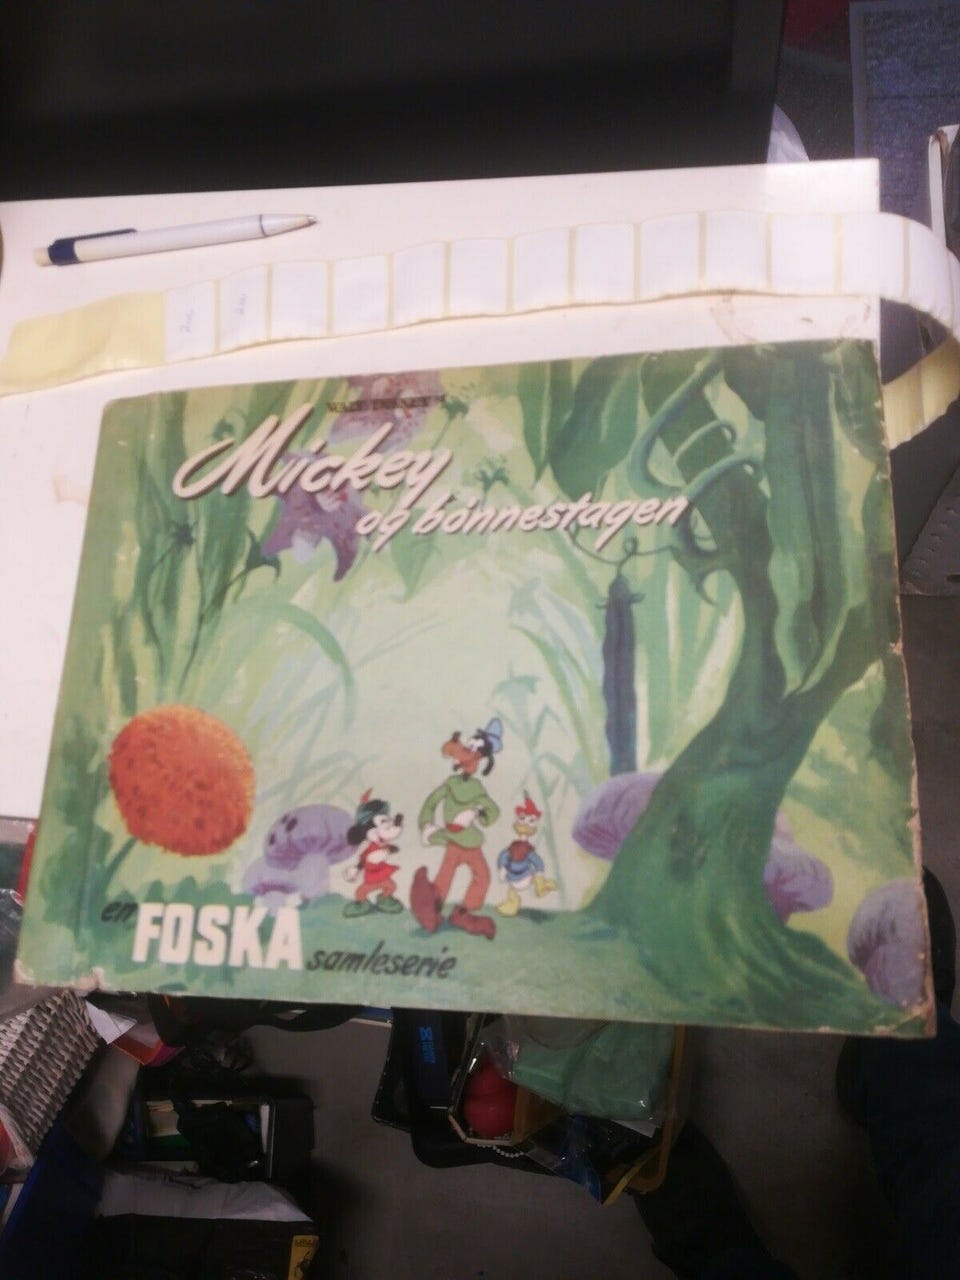 WALT DISNEY'S
Mickey
og bønnestagen
en FOSKA samleserie